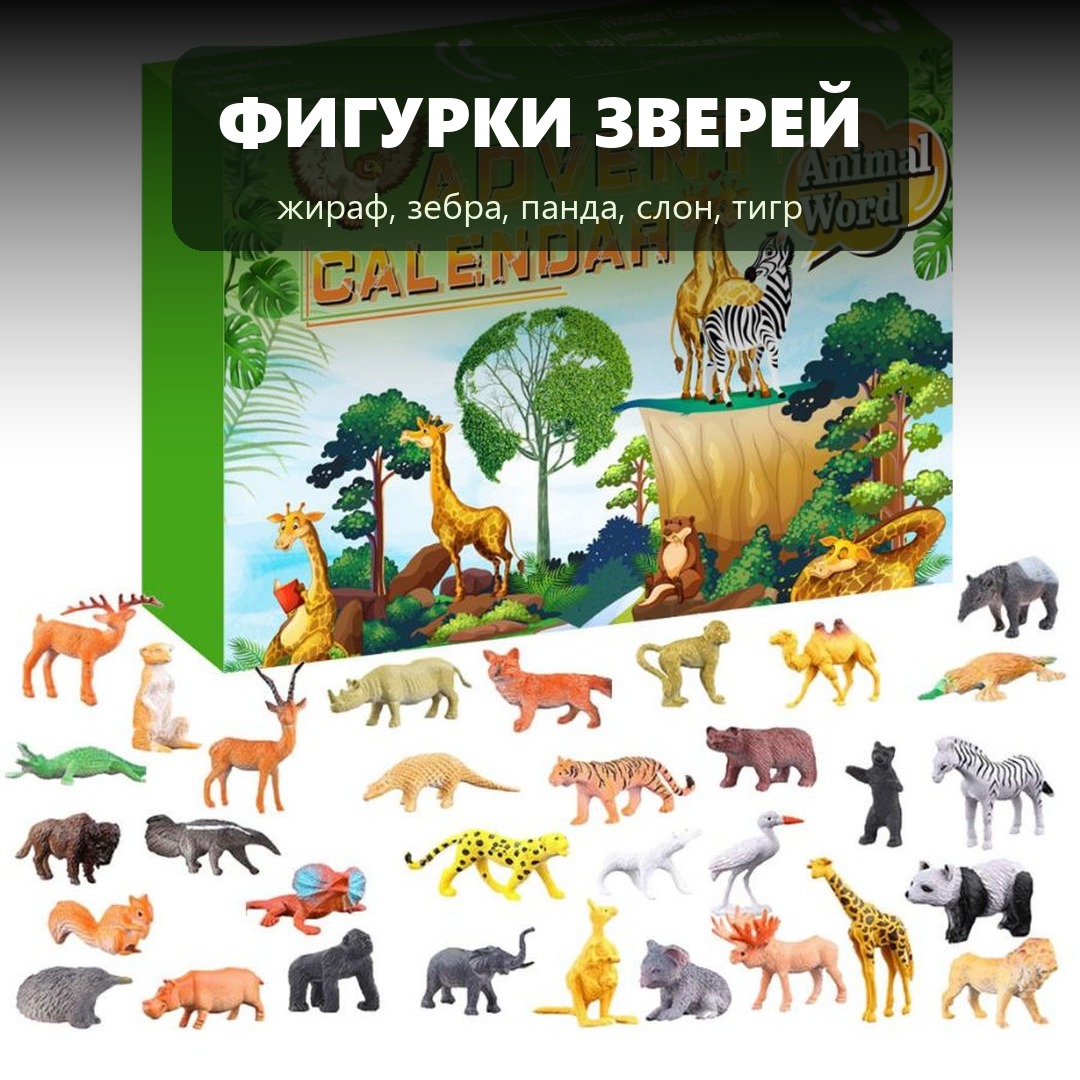 ФИГУРКИ ЗВЕРЕЙ
жираф, зебра, панда, слон, тигр
ADVENT
CALENDAR
Animal
Word